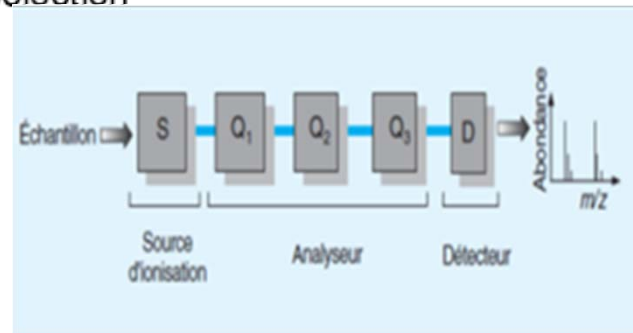 Échantillon
S
Q1
Q2
Q3
D
Abondance
m/z
Source
d'ionisation
Analyseur
Détecteur